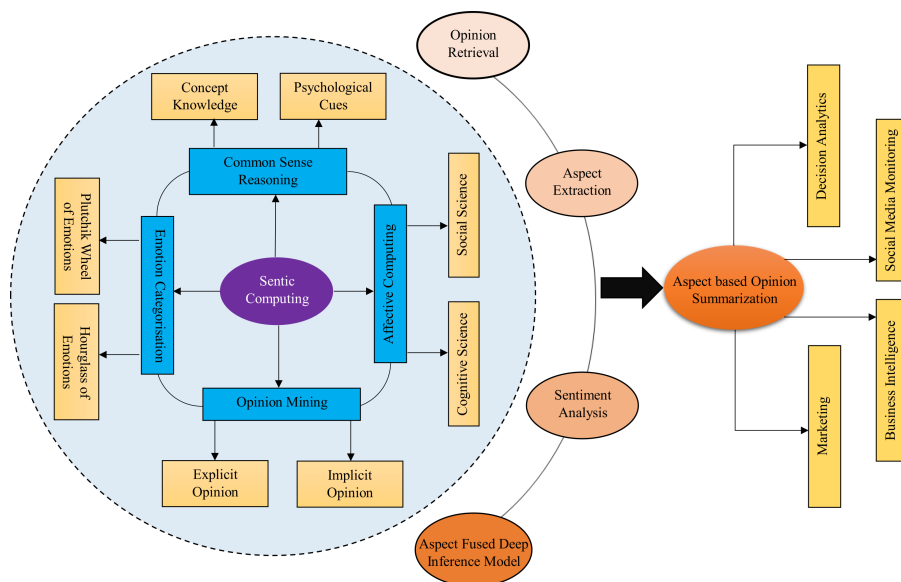 Opinion
Retrieval
Concept
Knowledge
Psychological
Cues
Common Sense
Reasoning
Aspect
Extraction
Decision Analytics
Social Media Monitoring
Plutchik Wheel
of Emotions
Emotion Categorisation
Sentic
Computing
Affective Computing
Social Science
Aspect based Opinion
Summarization
Hourglass of
Emotions
Cognitive Science
Opinion Mining
Sentiment
Analysis
Marketing
Business Intelligence
Explicit
Opinion
Implicit
Opinion
Aspect Fused Deep
Inference Model